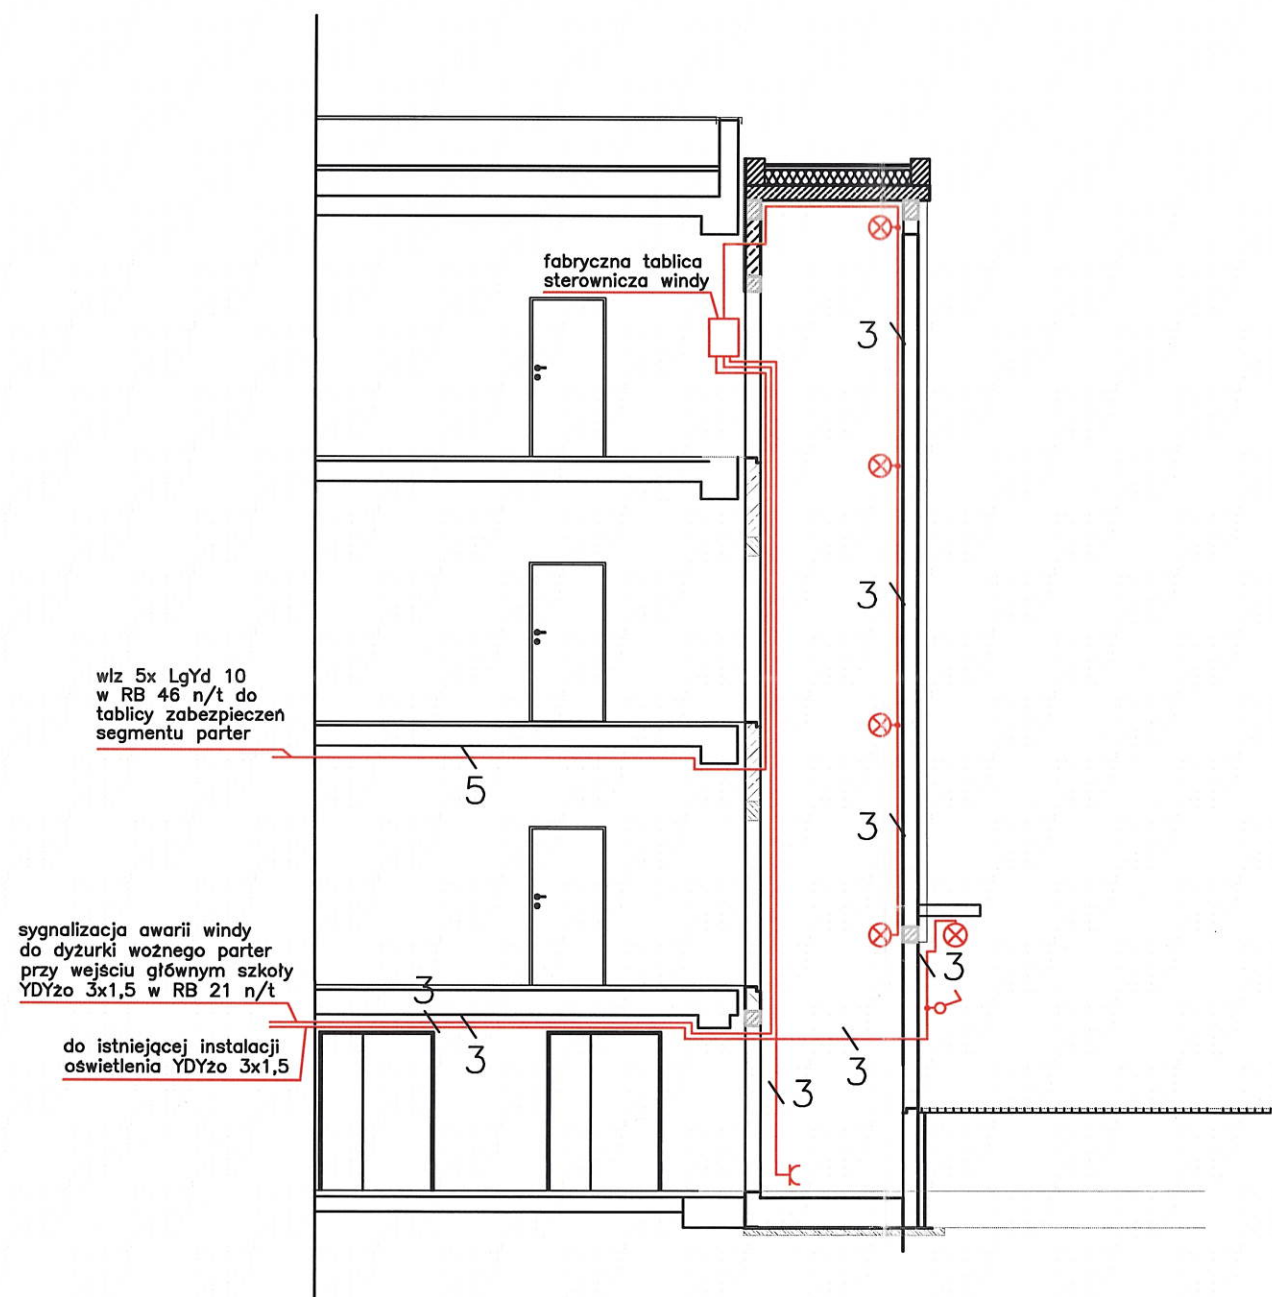 fabryczna tablica
sterownicza windy
3
3
wlz 5x LgYd 10
w RB 46 n/t do
tablicy zabezpieczeń
segmentu parter
5
3
sygnalizacja awarii windy
do dyżurki woźnego parter
przy wejściu głównym szkoły
YDYżo 3x1,5 w RB 21 n/t
3
3
do istniejącej instalacji
oświetlenia YDYżo 3x1,5
3
3
3